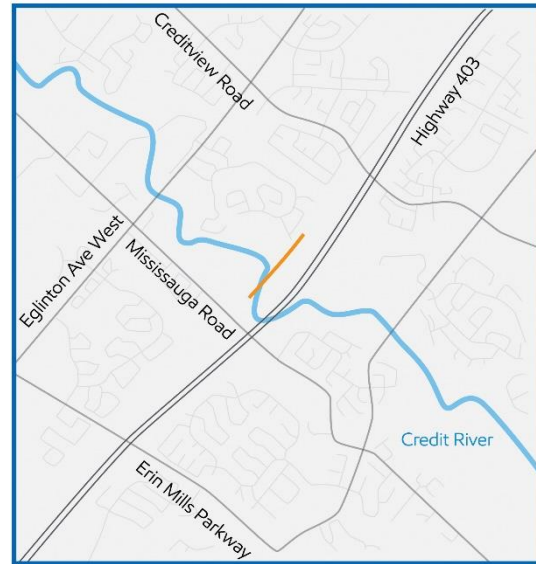 Creditview Road
Highway 403
Eglinton Ave West
Mississauga Road
Credit River
Erin Mills Parkway